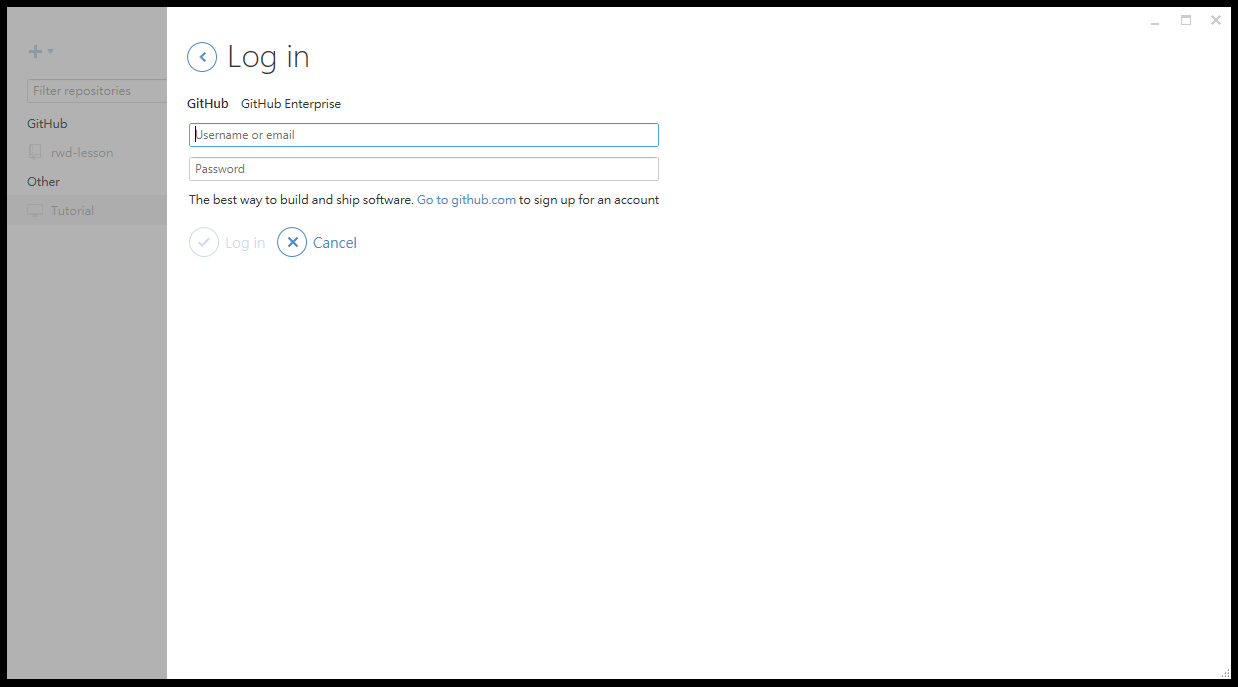 Filter repositories
GitHub
rwd-lesson
Other
Tutorial
Log in
GitHub GitHub Enterprise
Username or email
Password
The best way to build and ship software. Go to github.com to sign up for an account
Log in Cancel